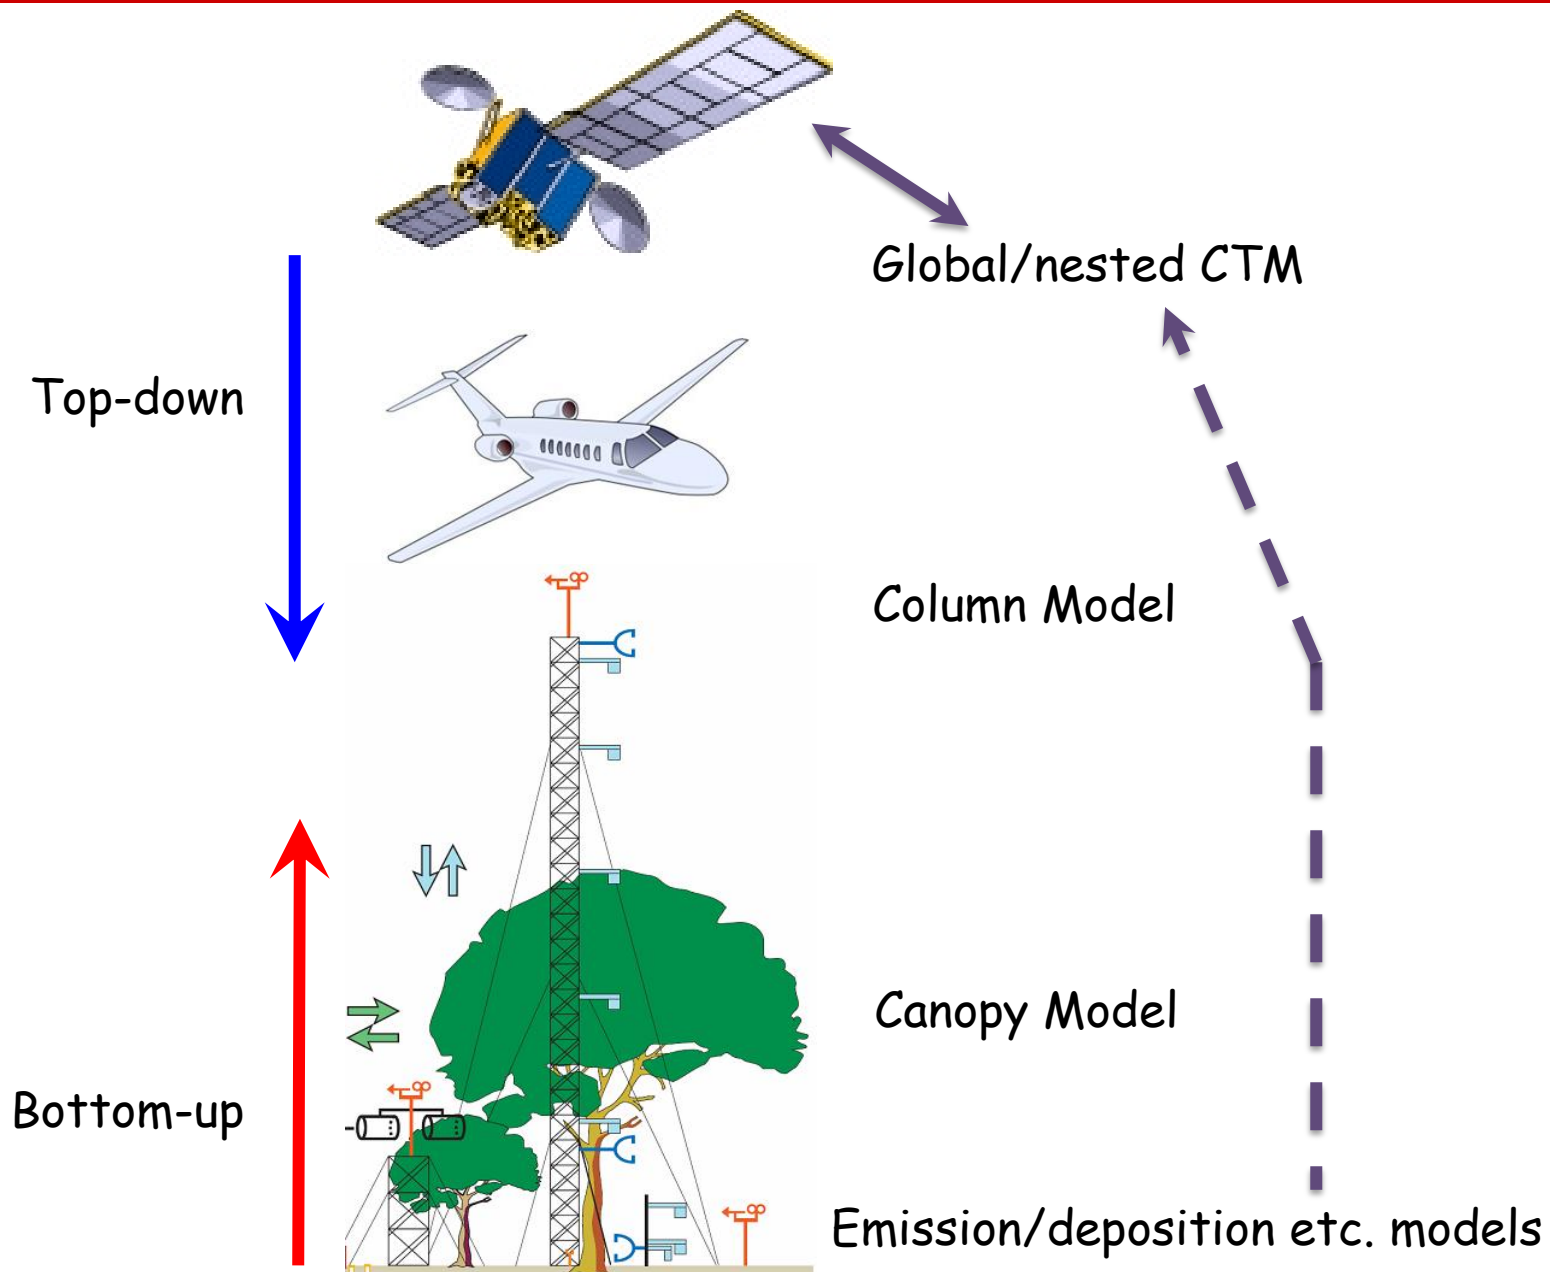 Global/nested CTM
Top-down
Column Model
Canopy Model
Bottom-up
Emission/deposition etc. models